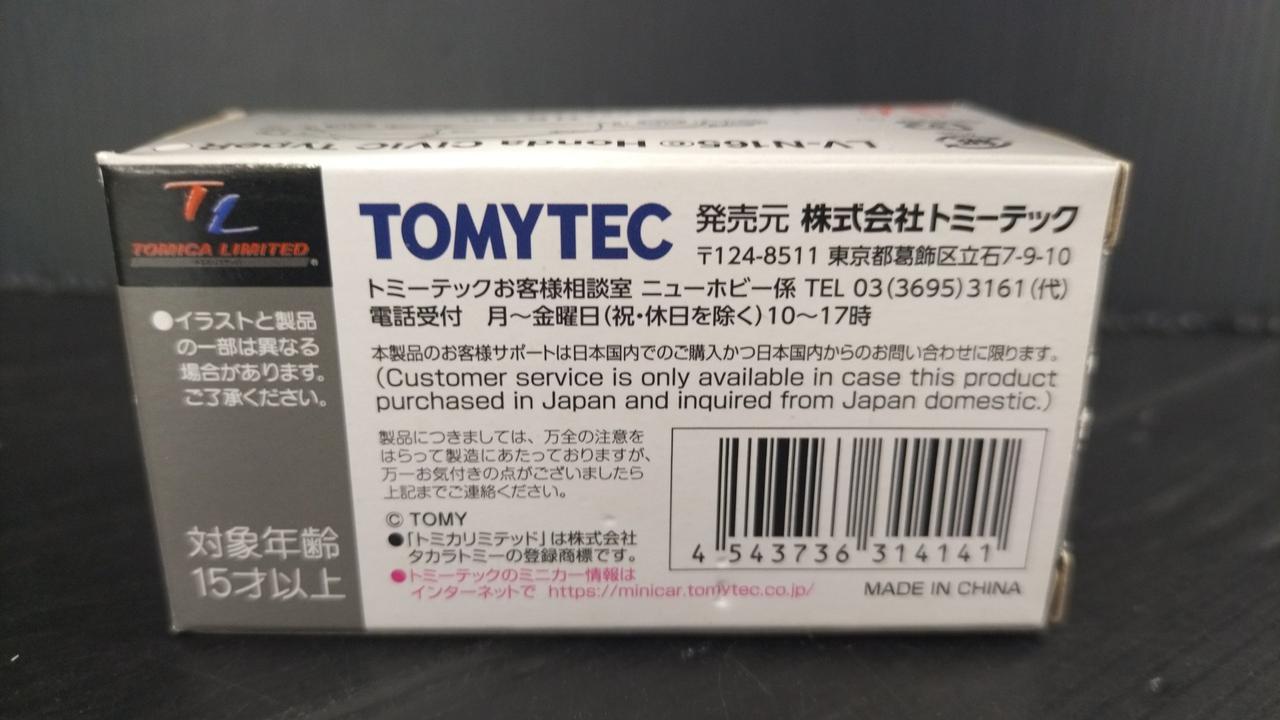 LV-N165ⓒ Honda CIVIC TypeR
TL
TOMICA LIMITED
●イラストと製品
の一部は異なる
場合があります。
ご了承ください。
対象年齢
15才以上
TOMYTEC 発売元 株式会社トミーテック
〒124-8511 東京都葛飾区立石7-9-10
トミーテックお客様相談室 ニューホビー係 TEL 03(3695)3161(代)
電話受付 月〜金曜日(祝・休日を除く)10〜17時
本製品のお客様サポートは日本国内でのご購入かつ日本国内からのお問い合わせに限ります。
(Customer service is only available in case this product
purchased in Japan and inquired from Japan domestic.)
製品につきましては、万全の注意を
はらって製造にあたっておりますが、
万一お気付きの点がございましたら
上記までご連絡ください。
© TOMY
●「トミカリミテッド」は株式会社
タカラトミーの登録商標です。
●トミーテックのミニカー情報は
インターネットで https://minicar.tomytec.co.jp/
4 543736 314141
MADE IN CHINA